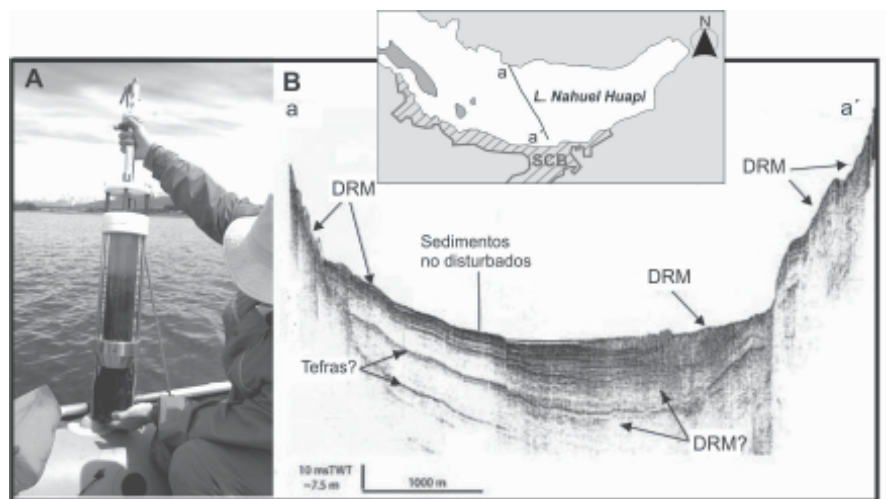 A
B
a
a´
N
a
L. Nahuel Huapi
a´
SCB
DRM
DRM
Sedimentos
no disturbados
DRM
Tefras?
DRM?
10 msTWT
~7.5 m
1000 m